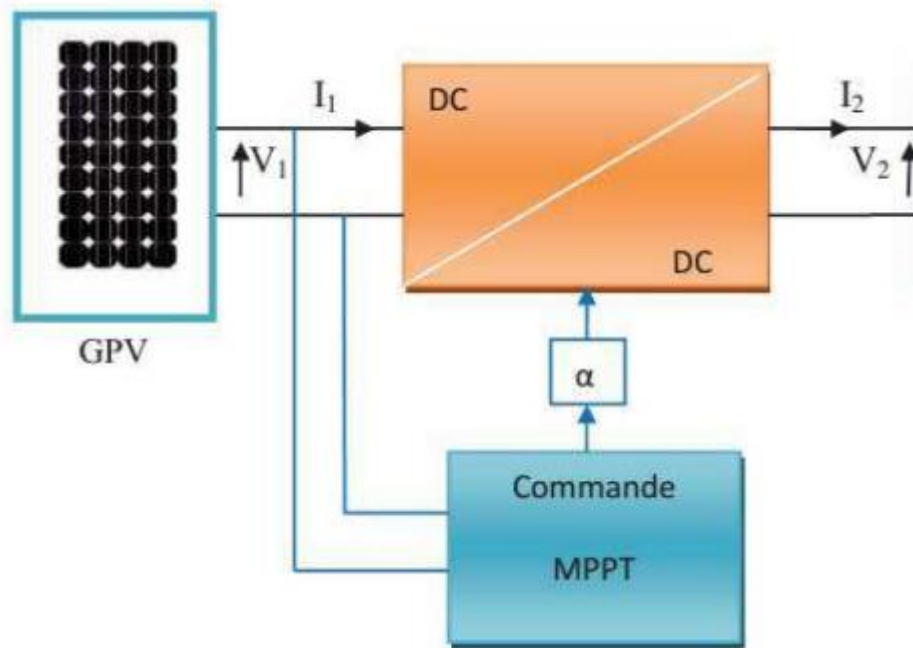 I₁
DC
I₂
V₁
V₂
DC
GPV
α
Commande
MPPT